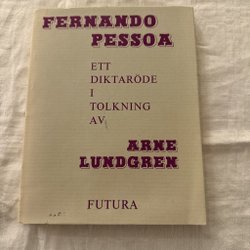 FERNANDO
PESSOA
ETT
DIKTARÖDE
I
TOLKNING
AV
ARNE
LUNDGREN
FUTURA